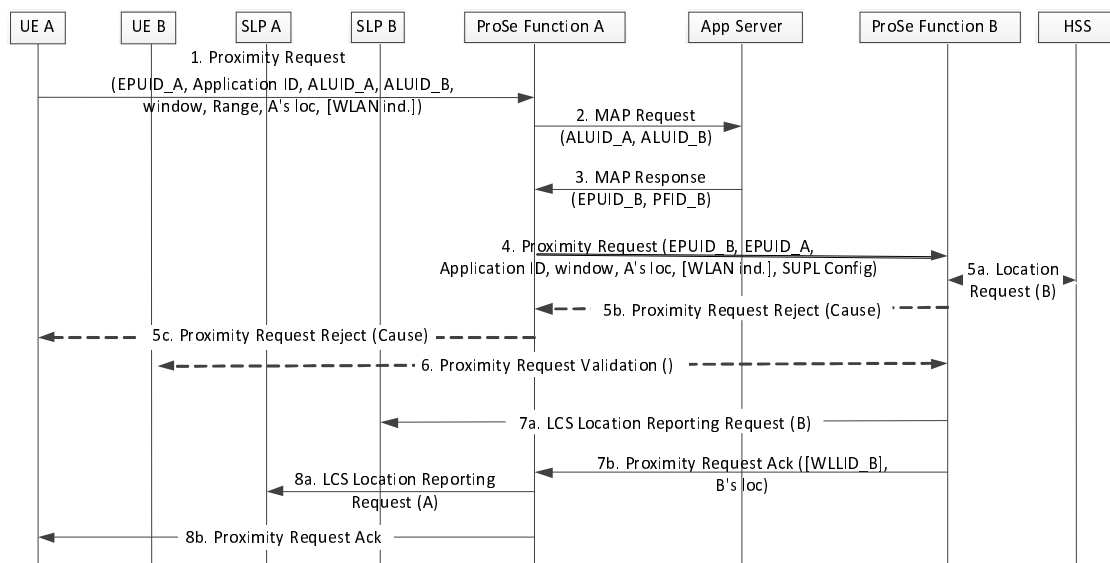 UE A
UE B
SLP A
SLP B
ProSe Function A
App Server
ProSe Function B
HSS
1. Proximity Request
(EPUID_A, Application ID, ALUID_A, ALUID_B,
window, Range, A's loc, [WLAN ind.])
2. MAP Request
(ALUID_A, ALUID_B)
3. MAP Response
(EPUID_B, PFID_B)
4. Proximity Request (EPUID_B, EPUID_A,
Application ID, window, A's loc, [WLAN ind.], SUPL Config)
5a. Location
Request (B)
5b. Proximity Request Reject (Cause)
5c. Proximity Request Reject (Cause)
6. Proximity Request Validation ()
7a. LCS Location Reporting Request (B)
7b. Proximity Request Ack ([WLLID_B],
B's loc)
8a. LCS Location Reporting
Request (A)
8b. Proximity Request Ack